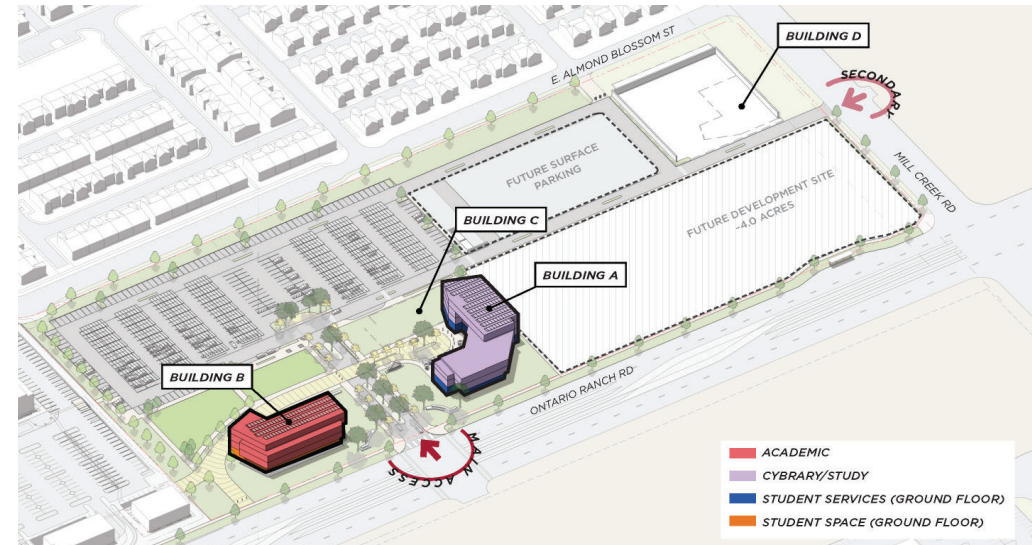 BUILDING D
E. ALMOND BLOSSOM ST
SECONDARY
MILL CREEK RD
FUTURE SURFACE
PARKING
FUTURE DEVELOPMENT SITE
~4.0 ACRES
BUILDING C
BUILDING A
BUILDING B
ONTARIO RANCH RD
MAIN ACCESS
ACADEMIC
CYBRARY/STUDY
STUDENT SERVICES (GROUND FLOOR)
STUDENT SPACE (GROUND FLOOR)